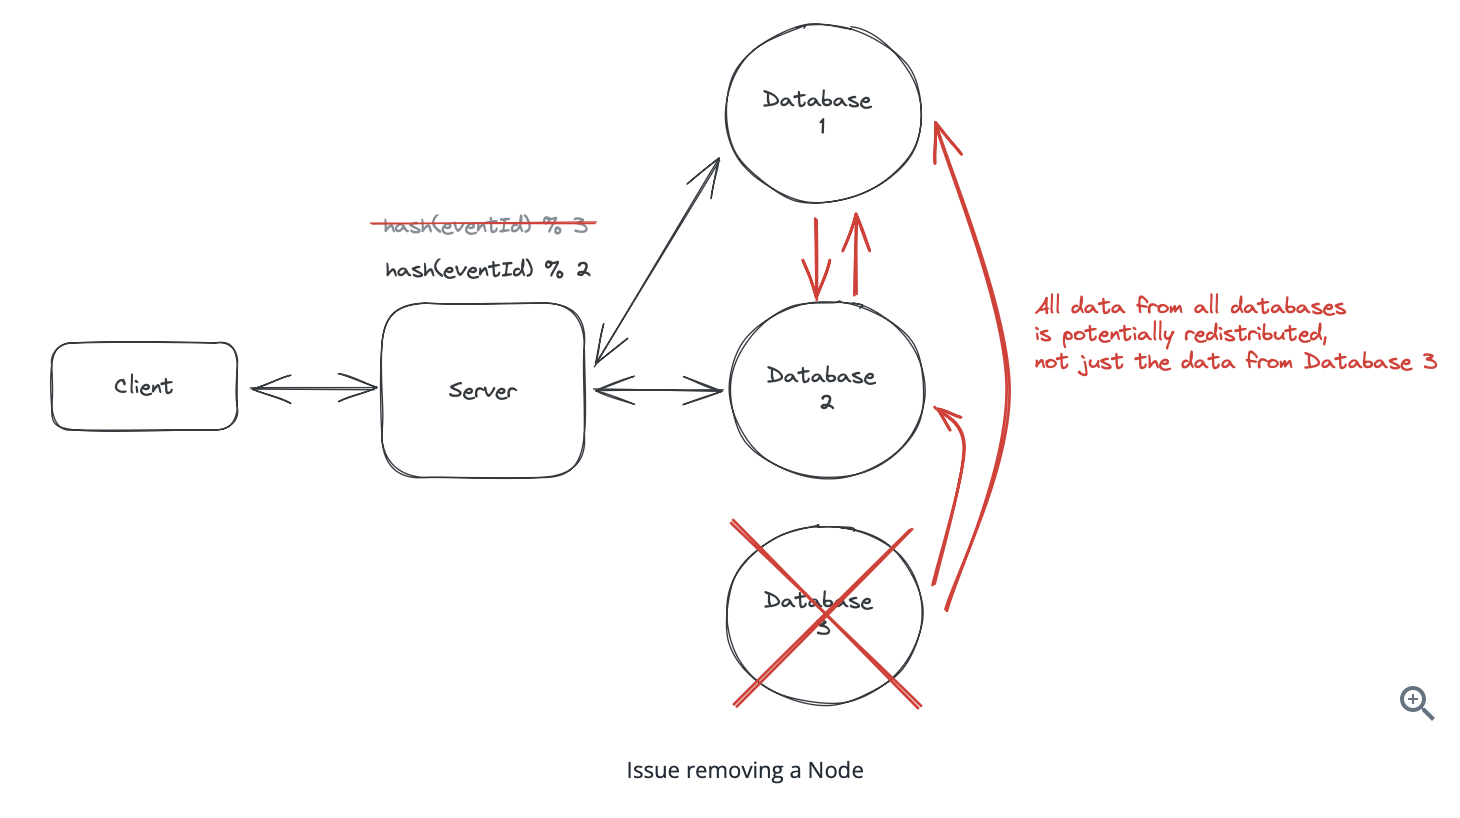 Database
1
hash(eventId) % 3
hash(eventId) % 2
Client
Server
Database
2
All data from all databases
is potentially redistributed,
not just the data from Database 3
Database
3
Issue removing a Node